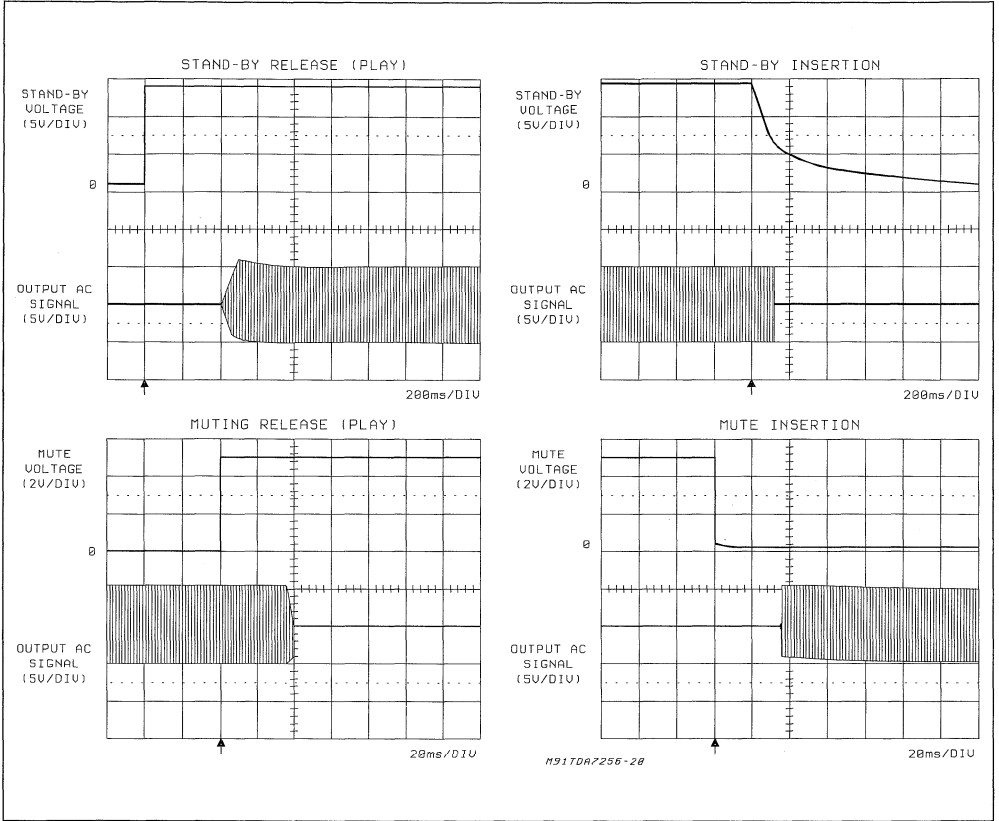 STAND-BY RELEASE (PLAY)
STAND-BY
VOLTAGE
(5V/DIV)
0
OUTPUT AC
SIGNAL
(5V/DIV)
200ms/DIV
STAND-BY INSERTION
STAND-BY
VOLTAGE
(5V/DIV)
0
OUTPUT AC
SIGNAL
(5V/DIV)
200ms/DIV
MUTING RELEASE (PLAY)
MUTE
VOLTAGE
(2V/DIV)
0
OUTPUT AC
SIGNAL
(5V/DIV)
20ms/DIV
MUTE INSERTION
MUTE
VOLTAGE
(2V/DIV)
0
OUTPUT AC
SIGNAL
(5V/DIV)
20ms/DIV
M91TDA7256-20